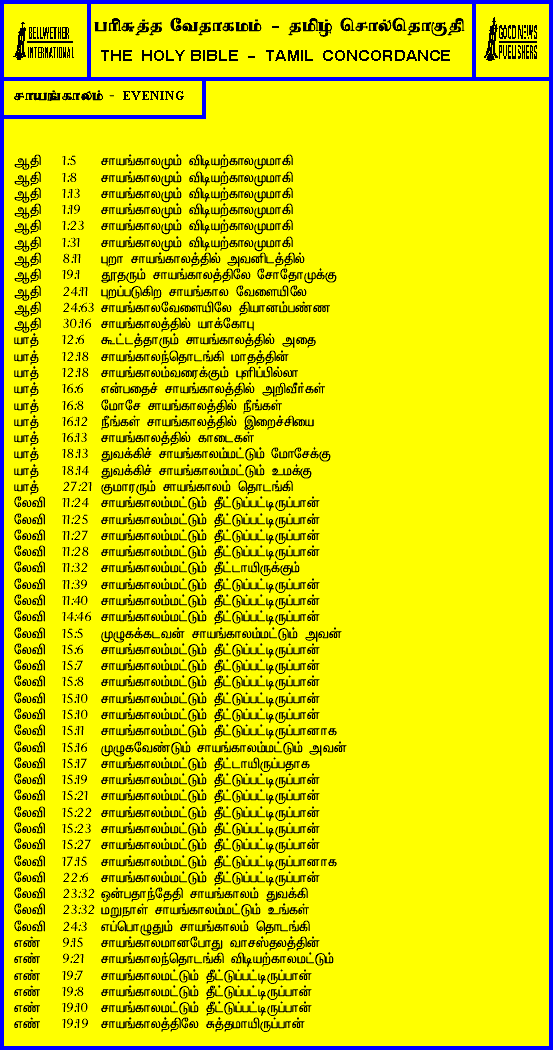 BELLWETHER
INTERNATIONAL
பரிசுத்த வேதாகமம் - தமிழ் சொல்தொகுதி
THE HOLY BIBLE - TAMIL CONCORDANCE
GOOD NEWS
PUBLISHERS
சாயங்காலம் - EVENING
ஆதி 1:5 சாயங்காலமும் விடியற்காலமுமாகி
ஆதி 1:8 சாயங்காலமும் விடியற்காலமுமாகி
ஆதி 1:13 சாயங்காலமும் விடியற்காலமுமாகி
ஆதி 1:19 சாயங்காலமும் விடியற்காலமுமாகி
ஆதி 1:23 சாயங்காலமும் விடியற்காலமுமாகி
ஆதி 1:31 சாயங்காலமும் விடியற்காலமுமாகி
ஆதி 8:11 புறா சாயங்காலத்தில் அவனிடத்தில்
ஆதி 19:1 தூதரும் சாயங்காலத்திலே சோதோமுக்கு
ஆதி 24:11 புறப்படுகிற சாயங்கால வேளையிலே
ஆதி 24:63 சாயங்காலவேளையிலே தியானம்பண்ண
ஆதி 30:16 சாயங்காலத்தில் யாக்கோபு
யாத் 12:6 கூட்டத்தாரும் சாயங்காலத்தில் அதை
யாத் 12:18 சாயங்காலந்தொடங்கி மாதத்தின்
யாத் 12:18 சாயங்காலம்வரைக்கும் புளிப்பில்லா
யாத் 16:6 என்பதைச் சாயங்காலத்தில் அறிவீர்கள்
யாத் 16:8 மோசே சாயங்காலத்தில் நீங்கள்
யாத் 16:12 நீங்கள் சாயங்காலத்தில் இறைச்சியை
யாத் 16:13 சாயங்காலத்தில் காடைகள்
யாத் 18:13 துவக்கிச் சாயங்காலம்மட்டும் மோசேக்கு
யாத் 18:14 துவக்கிச் சாயங்காலம்மட்டும் உமக்கு
யாத் 27:21 குமாரரும் சாயங்காலம் தொடங்கி
லேவி 11:24 சாயங்காலம்மட்டும் தீட்டுப்பட்டிருப்பான்
லேவி 11:25 சாயங்காலம்மட்டும் தீட்டுப்பட்டிருப்பான்
லேவி 11:27 சாயங்காலம்மட்டும் தீட்டுப்பட்டிருப்பான்
லேவி 11:28 சாயங்காலம்மட்டும் தீட்டுப்பட்டிருப்பான்
லேவி 11:32 சாயங்காலம்மட்டும் தீட்டாயிருக்கும்
லேவி 11:39 சாயங்காலம்மட்டும் தீட்டுப்பட்டிருப்பான்
லேவி 11:40 சாயங்காலம்மட்டும் தீட்டுப்பட்டிருப்பான்
லேவி 14:46 சாயங்காலம்மட்டும் தீட்டுப்பட்டிருப்பான்
லேவி 15:5 முழுகக்கடவன் சாயங்காலம்மட்டும் அவன்
லேவி 15:6 சாயங்காலம்மட்டும் தீட்டுப்பட்டிருப்பான்
லேவி 15:7 சாயங்காலம்மட்டும் தீட்டுப்பட்டிருப்பான்
லேவி 15:8 சாயங்காலம்மட்டும் தீட்டுப்பட்டிருப்பான்
லேவி 15:10 சாயங்காலம்மட்டும் தீட்டுப்பட்டிருப்பான்
லேவி 15:10 சாயங்காலம்மட்டும் தீட்டுப்பட்டிருப்பான்
லேவி 15:11 சாயங்காலம்மட்டும் தீட்டுப்பட்டிருப்பானாக
லேவி 15:16 முழுகவேண்டும் சாயங்காலம்மட்டும் அவன்
லேவி 15:17 சாயங்காலம்மட்டும் தீட்டாயிருப்பதாக
லேவி 15:19 சாயங்காலம்மட்டும் தீட்டுப்பட்டிருப்பான்
லேவி 15:21 சாயங்காலம்மட்டும் தீட்டுப்பட்டிருப்பான்
லேவி 15:22 சாயங்காலம்மட்டும் தீட்டுப்பட்டிருப்பான்
லேவி 15:23 சாயங்காலம்மட்டும் தீட்டுப்பட்டிருப்பான்
லேவி 15:27 சாயங்காலம்மட்டும் தீட்டுப்பட்டிருப்பான்
லேவி 17:15 சாயங்காலம்மட்டும் தீட்டுப்பட்டிருப்பானாக
லேவி 22:6 சாயங்காலம்மட்டும் தீட்டுப்பட்டிருப்பான்
லேவி 23:32 ஒன்பதாந்தேதி சாயங்காலம் துவக்கி
லேவி 23:32 மறுநாள் சாயங்காலம்மட்டும் உங்கள்
லேவி 24:3 எப்பொழுதும் சாயங்காலம் தொடங்கி
எண் 9:15 சாயங்காலமானபோது வாசஸ்தலத்தின்
எண் 9:21 சாயங்காலந்தொடங்கி விடியற்காலமட்டும்
எண் 19:7 சாயங்காலமட்டும் தீட்டுப்பட்டிருப்பான்
எண் 19:8 சாயங்காலமட்டும் தீட்டுப்பட்டிருப்பான்
எண் 19:10 சாயங்காலமட்டும் தீட்டுப்பட்டிருப்பான்
எண் 19:19 சாயங்காலத்திலே சுத்தமாயிருப்பான்